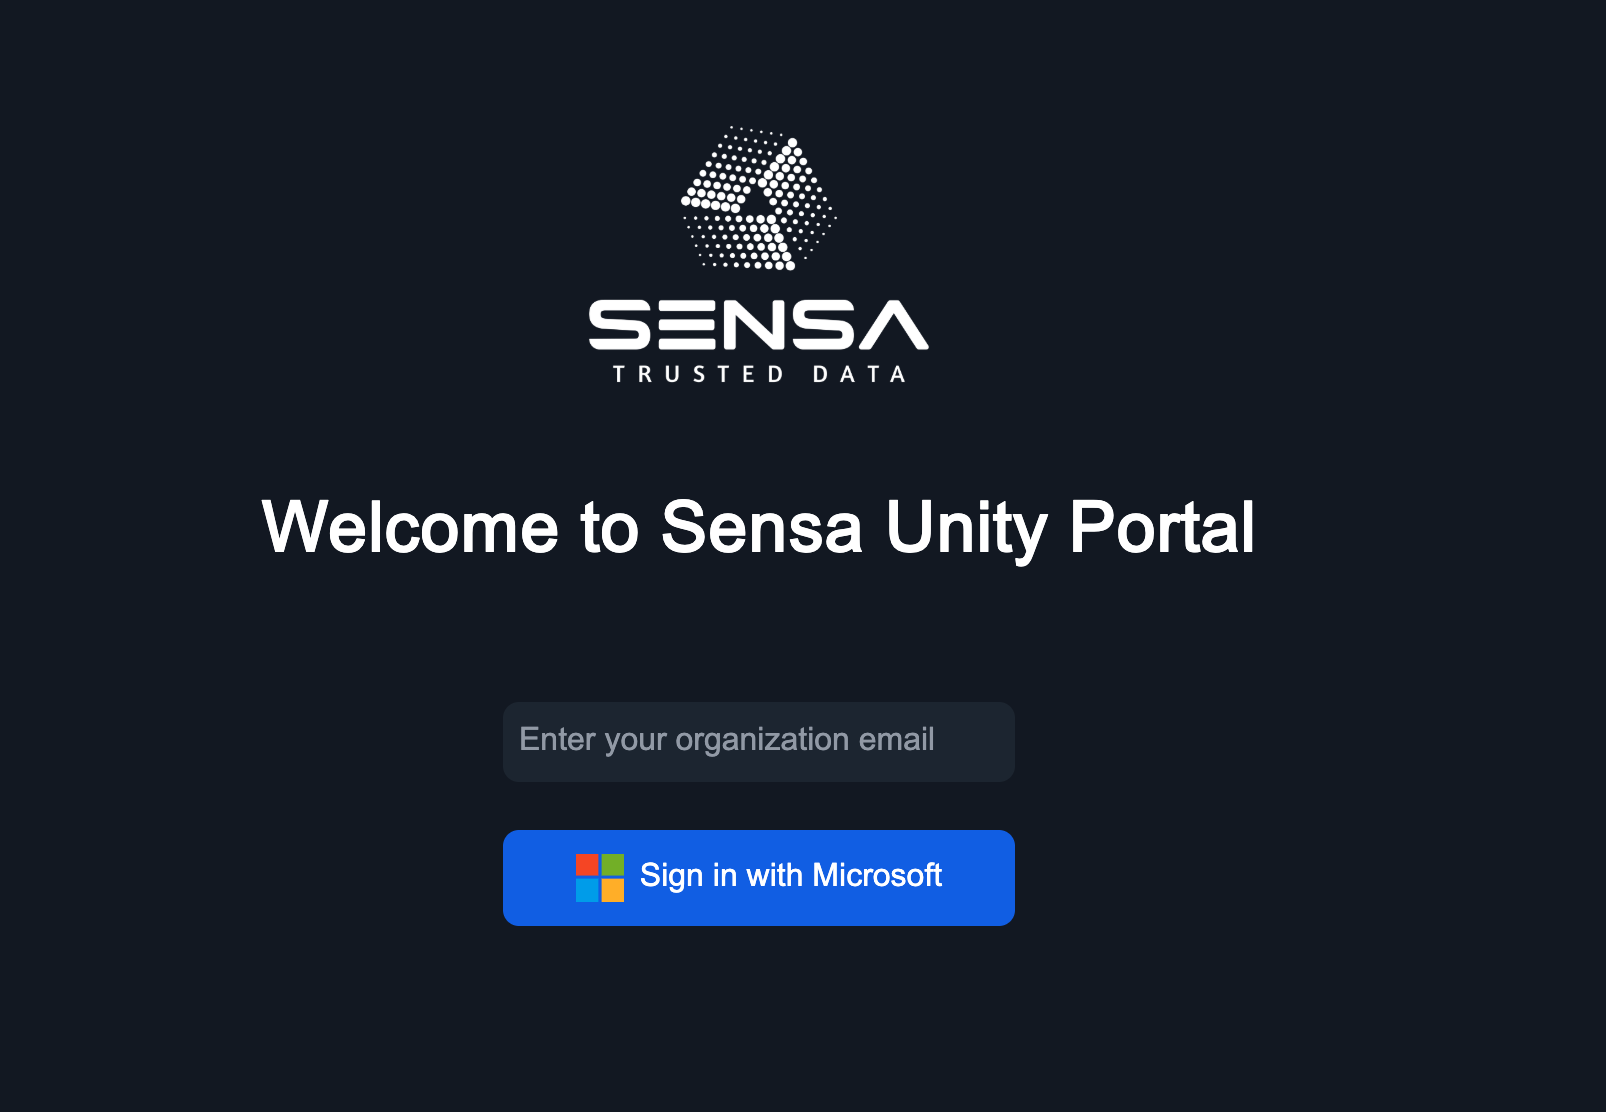 SENSA
TRUSTED DATA
Welcome to Sensa Unity Portal
Enter your organization email
Sign in with Microsoft